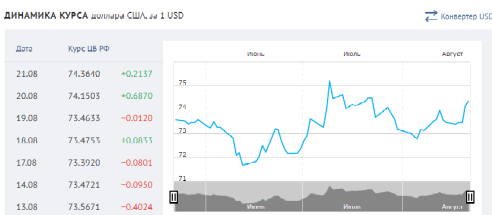 ДИНАМИКА КУРСА доллара США, за 1 USD
Конвертер USD
Дата Курс ЦБ РФ
21.08 74.3640 +0.2137
20.08 74.1503 +0.6870
19.08 73.4633 −0.0120
18.08 73.4753 +0.0833
17.08 73.3920 −0.0801
14.08 73.4721 −0.0950
13.08 73.5671 −0.4024
Июнь Июль Август
75
74
73
72
71
Июнь Июль Август